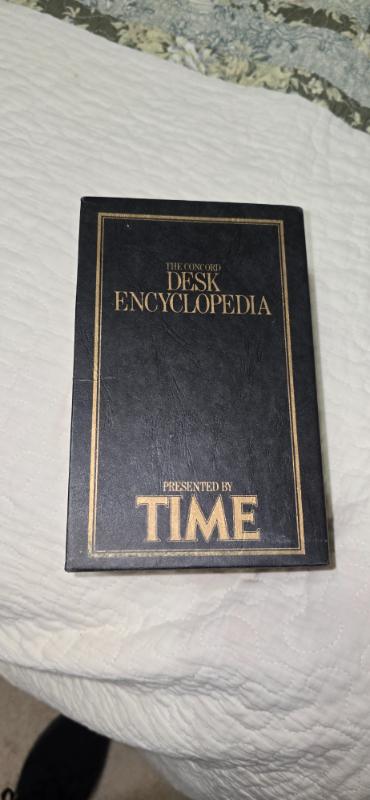 THE CONCORD
DESK
ENCYCLOPEDIA
PRESENTED BY
TIME